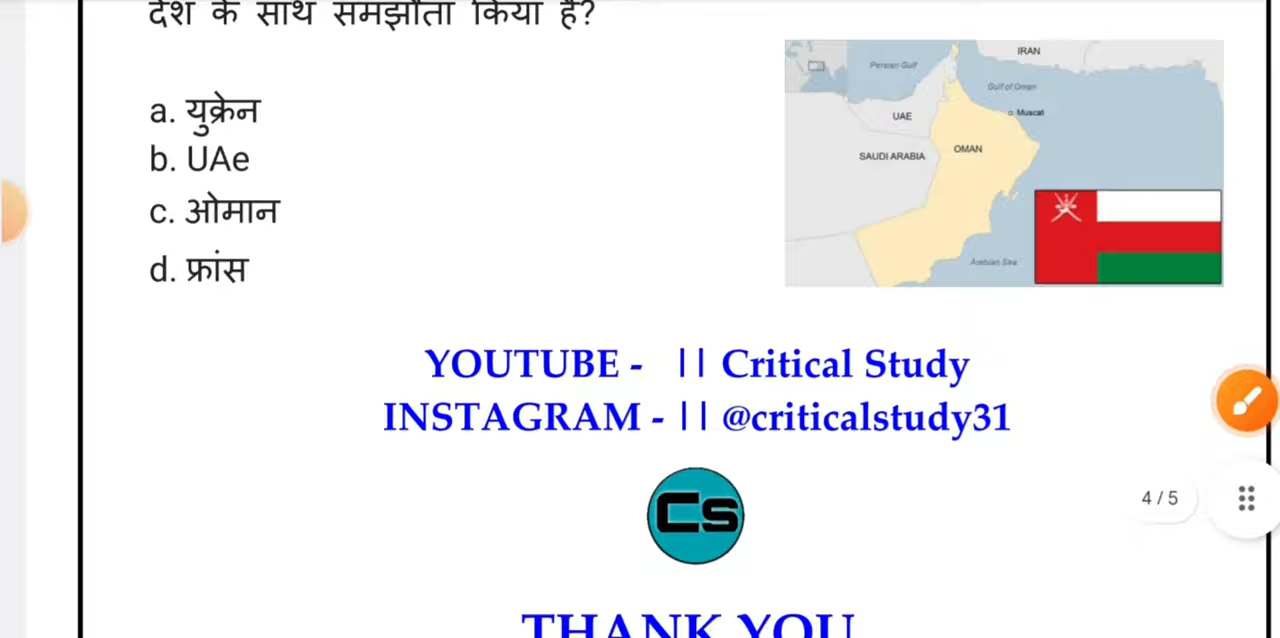 देश के साथ समझौता किया है?
a. युक्रेन
b. UAe
c. ओमान
d. फ्रांस
IRAN
Persian Gulf
Gulf of Oman
Muscat
UAE
OMAN
SAUDI ARABIA
Arabian Sea
YOUTUBE - || Critical Study
INSTAGRAM - || @criticalstudy31
Cs
4 / 5
THANK YOU